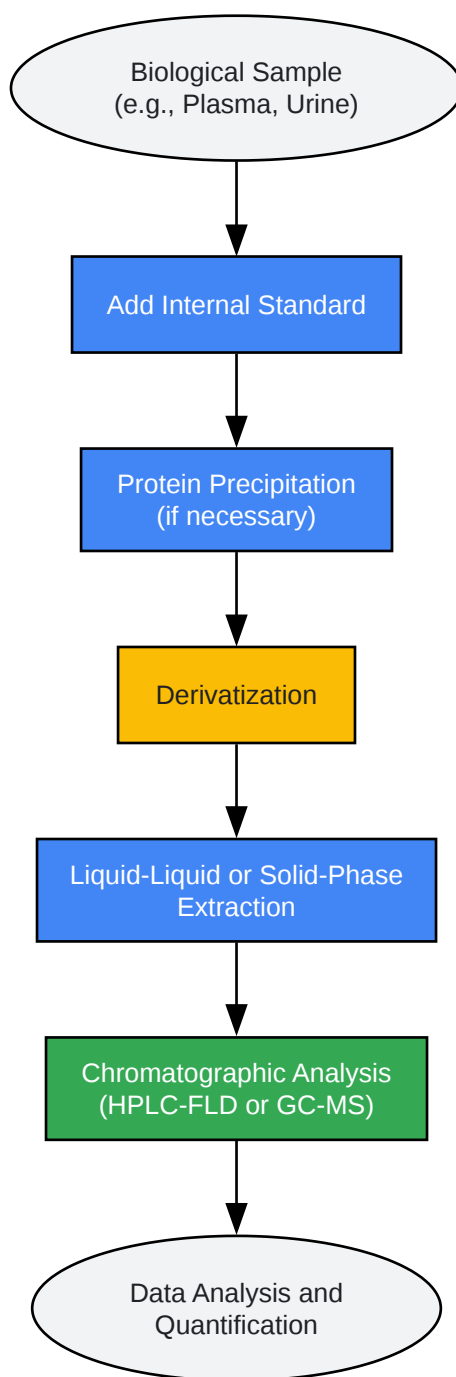 Biological Sample
(e.g., Plasma, Urine)
Add Internal Standard
Protein Precipitation
(if necessary)
Derivatization
Liquid-Liquid or Solid-Phase
Extraction
Chromatographic Analysis
(HPLC-FLD or GC-MS)
Data Analysis and
Quantification